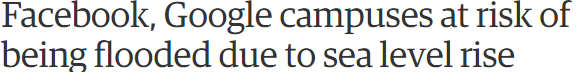 Facebook, Google campuses at risk of
being flooded due to sea level rise